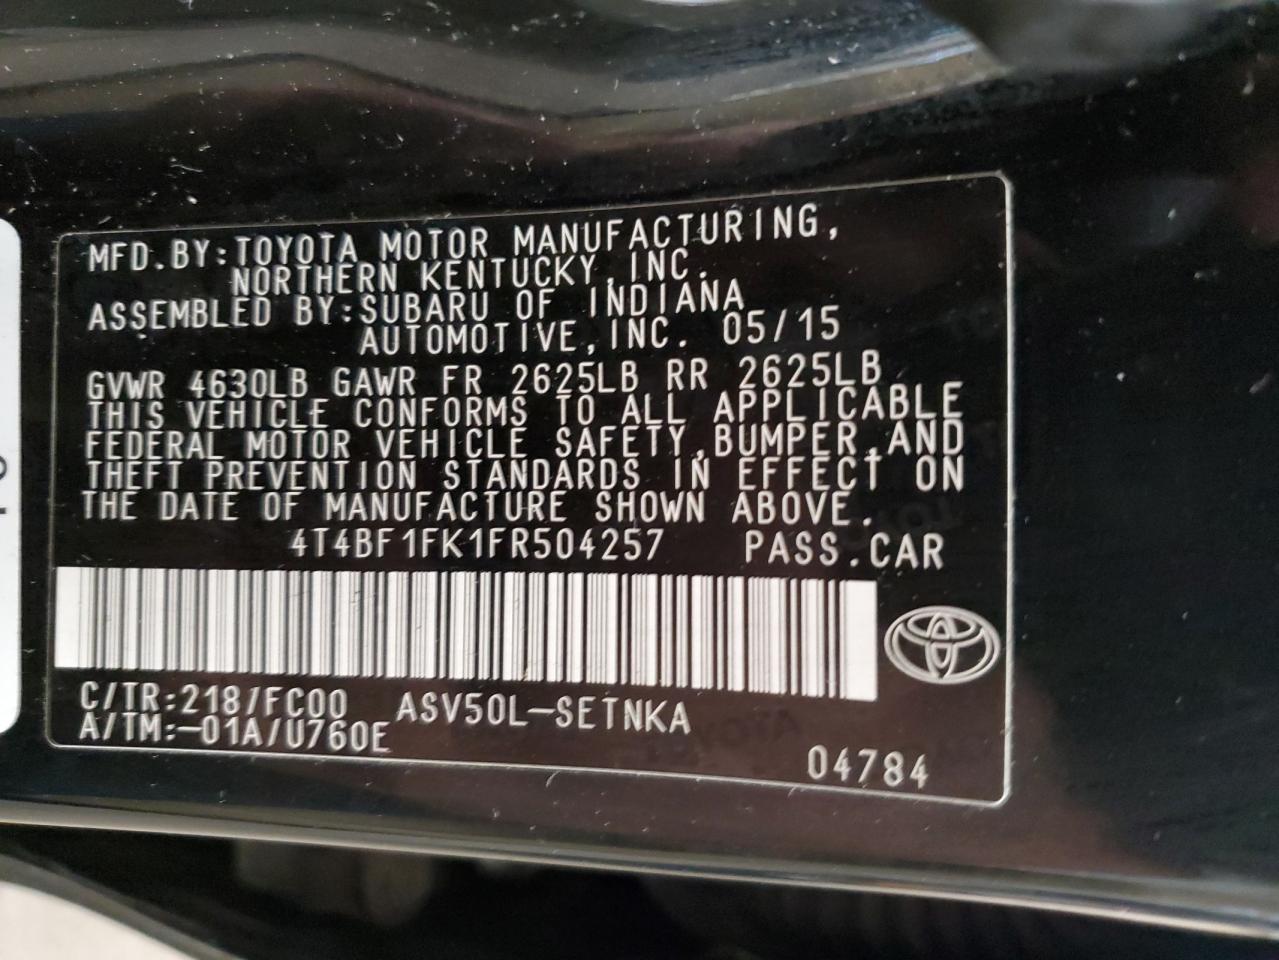 MFD.BY:TOYOTA MOTOR MANUFACTURING,
NORTHERN KENTUCKY,INC.
ASSEMBLED BY:SUBARU OF INDIANA
AUTOMOTIVE,INC. 05/15
GVWR 4630LB GAWR FR 2625LB RR 2625LB
THIS VEHICLE CONFORMS TO ALL APPLICABLE
FEDERAL MOTOR VEHICLE SAFETY,BUMPER,AND
THEFT PREVENTION STANDARDS IN EFFECT ON
THE DATE OF MANUFACTURE SHOWN ABOVE.
4T4BF1FK1FR504257 PASS.CAR
C/TR:218/FC00 ASV50L-SETNKA
A/TM:-01A/U760E
04784